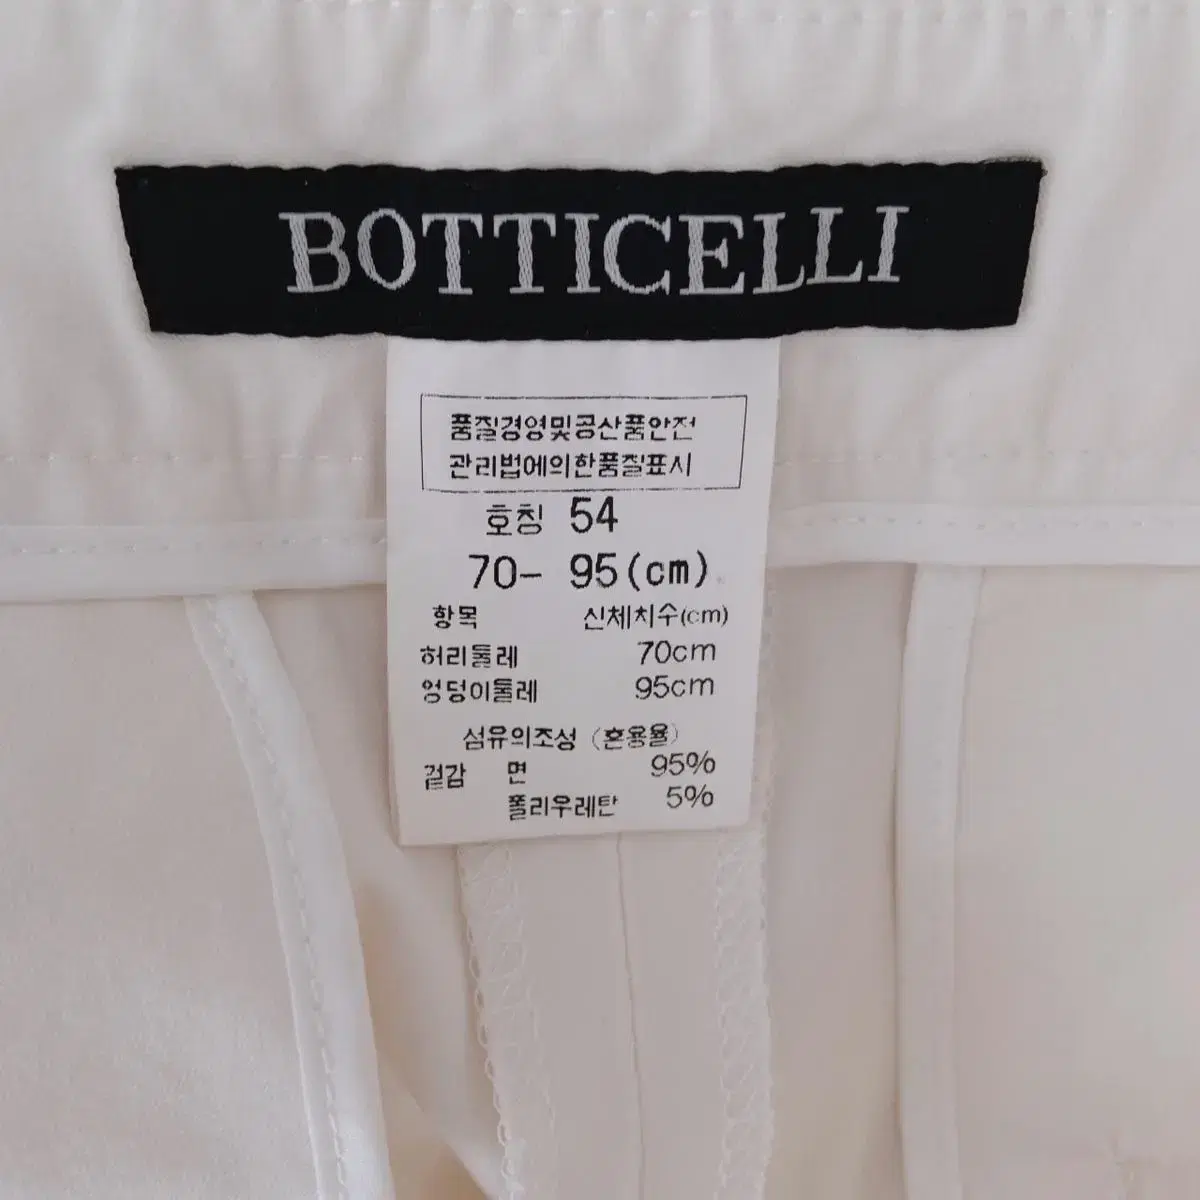 BOTTICELLI
품질경영및공산품안전
관리법에의한품질표시
호칭 54
70- 95(cm)
항목 신체치수(cm)
허리둘레 70cm
엉덩이둘레 95cm
섬유의조성 (혼용율)
겉감 면 95%
폴리우레탄 5%